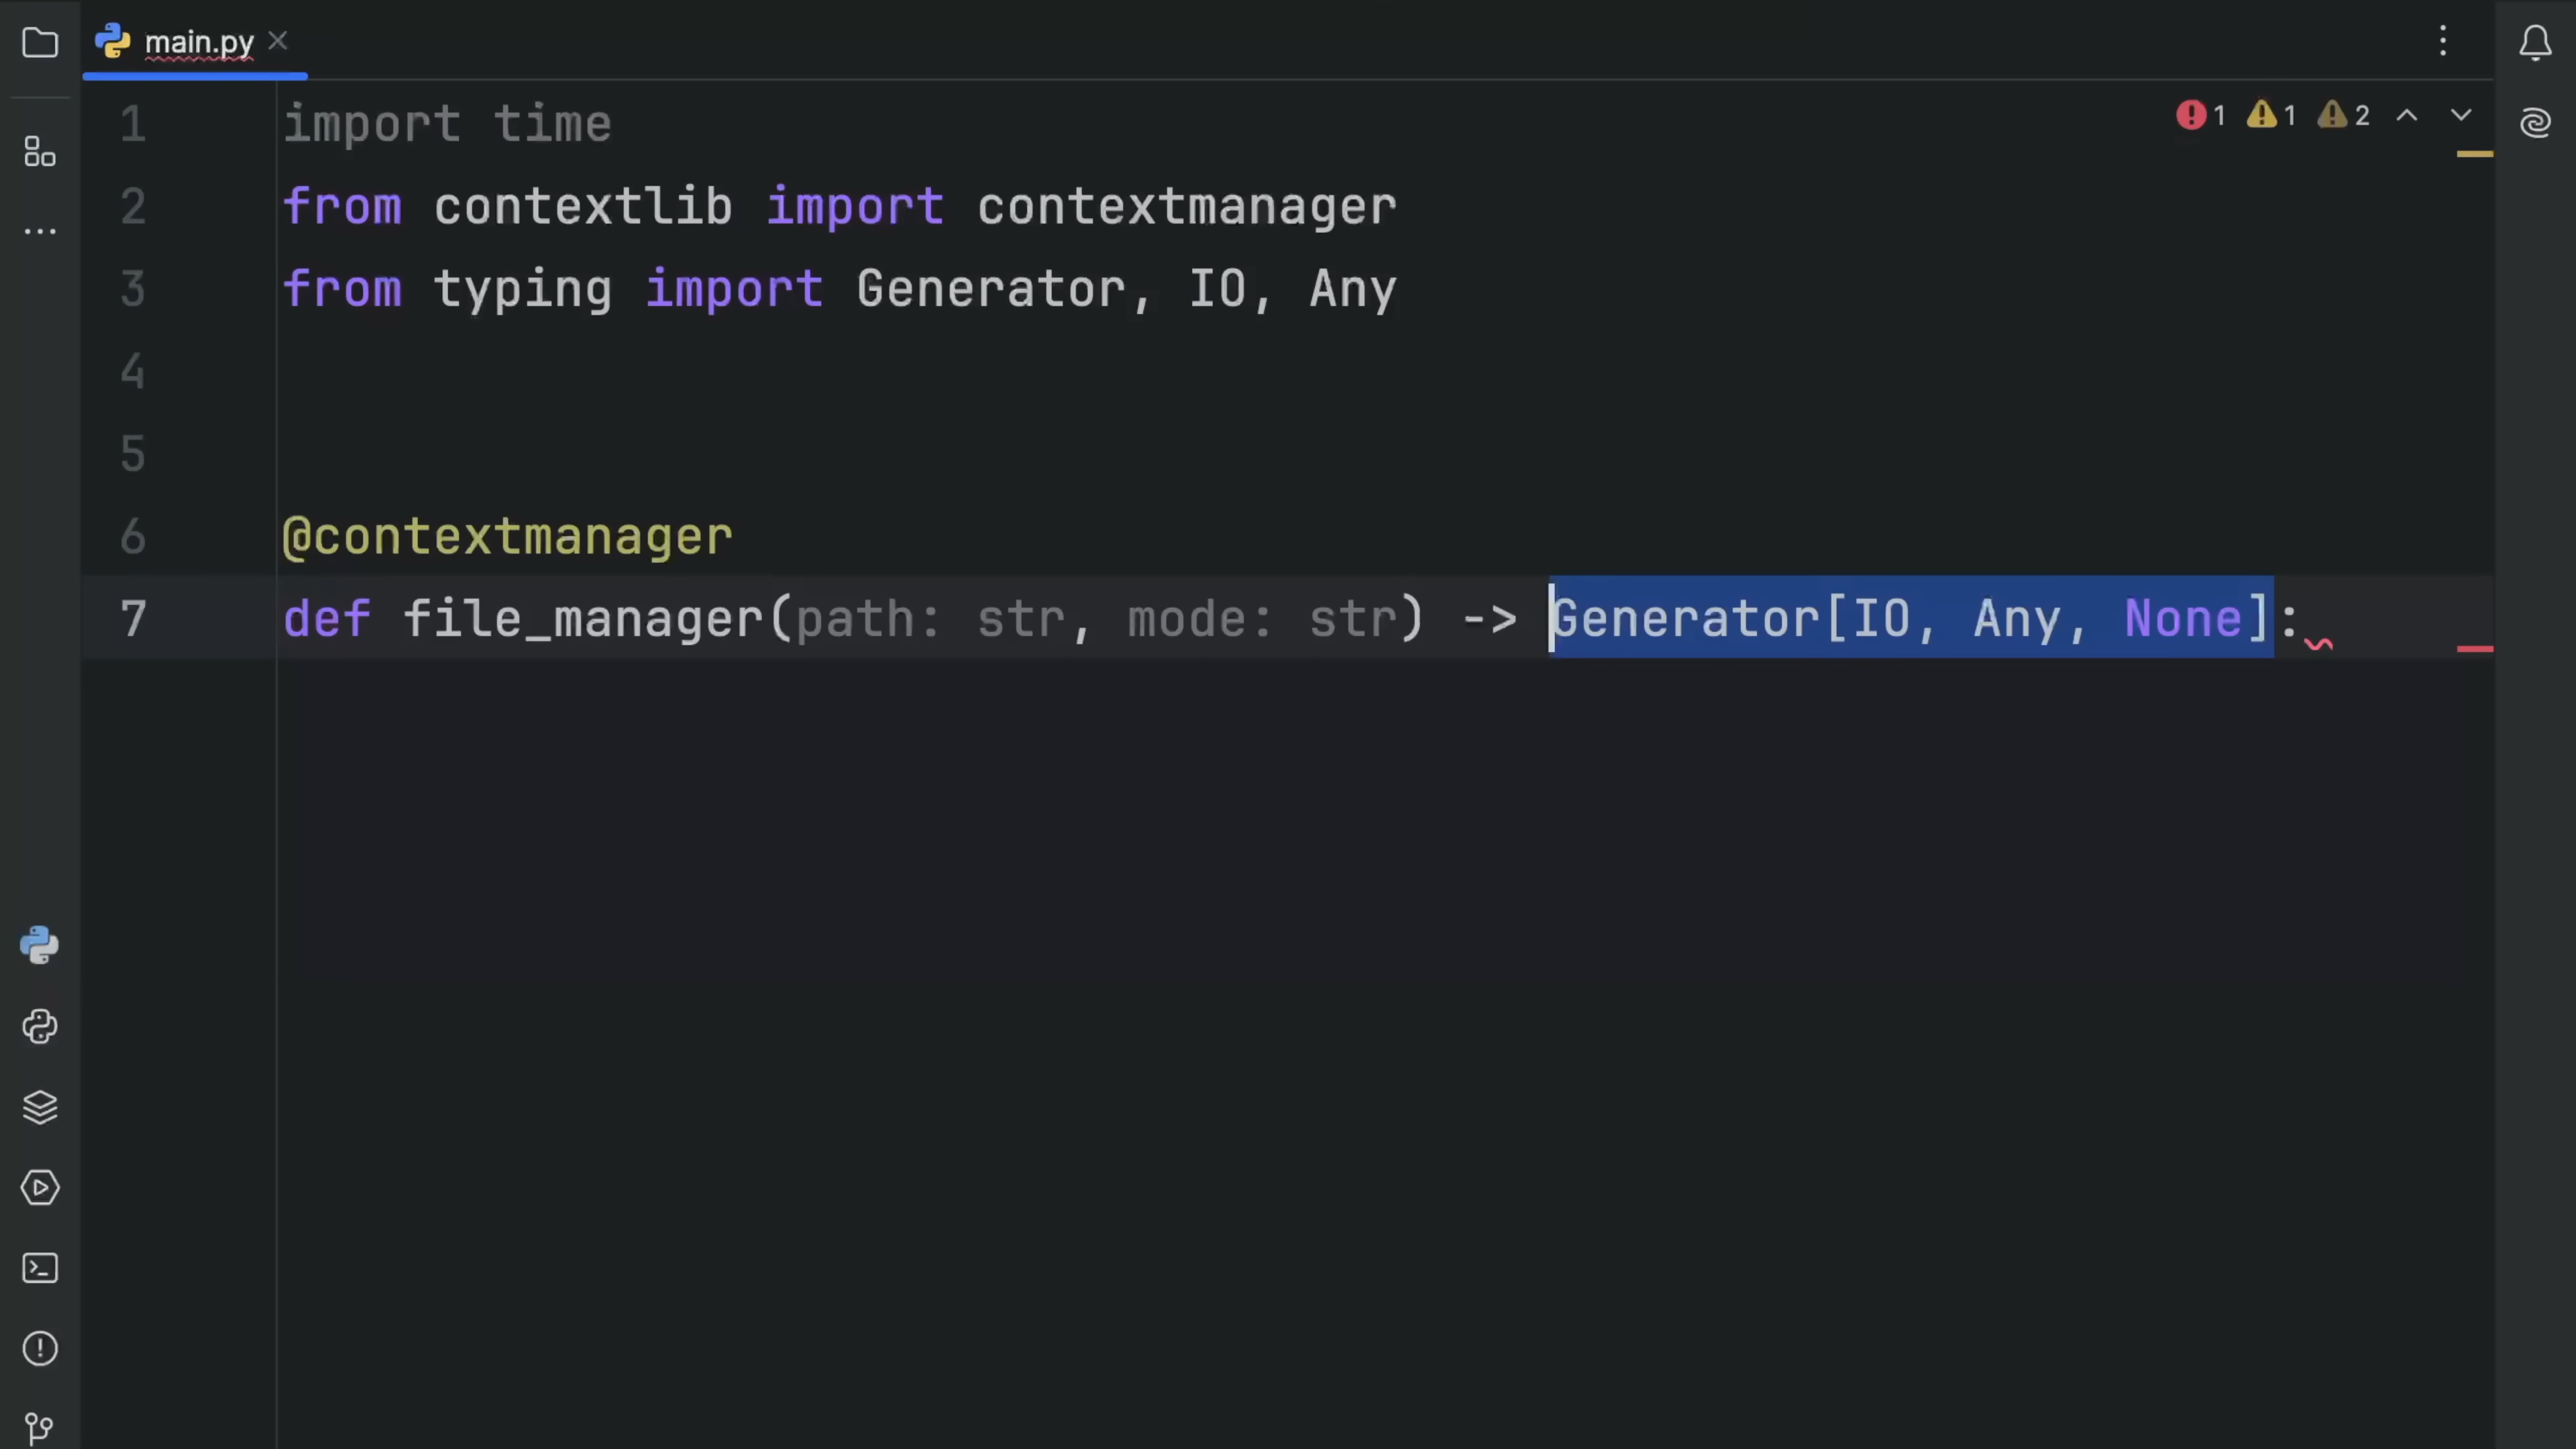 main.py
1 1 2
1 import time
2 from contextlib import contextmanager
3 from typing import Generator, IO, Any
4
5
6 @contextmanager
7 def file_manager(path: str, mode: str) -> Generator[IO, Any, None]: